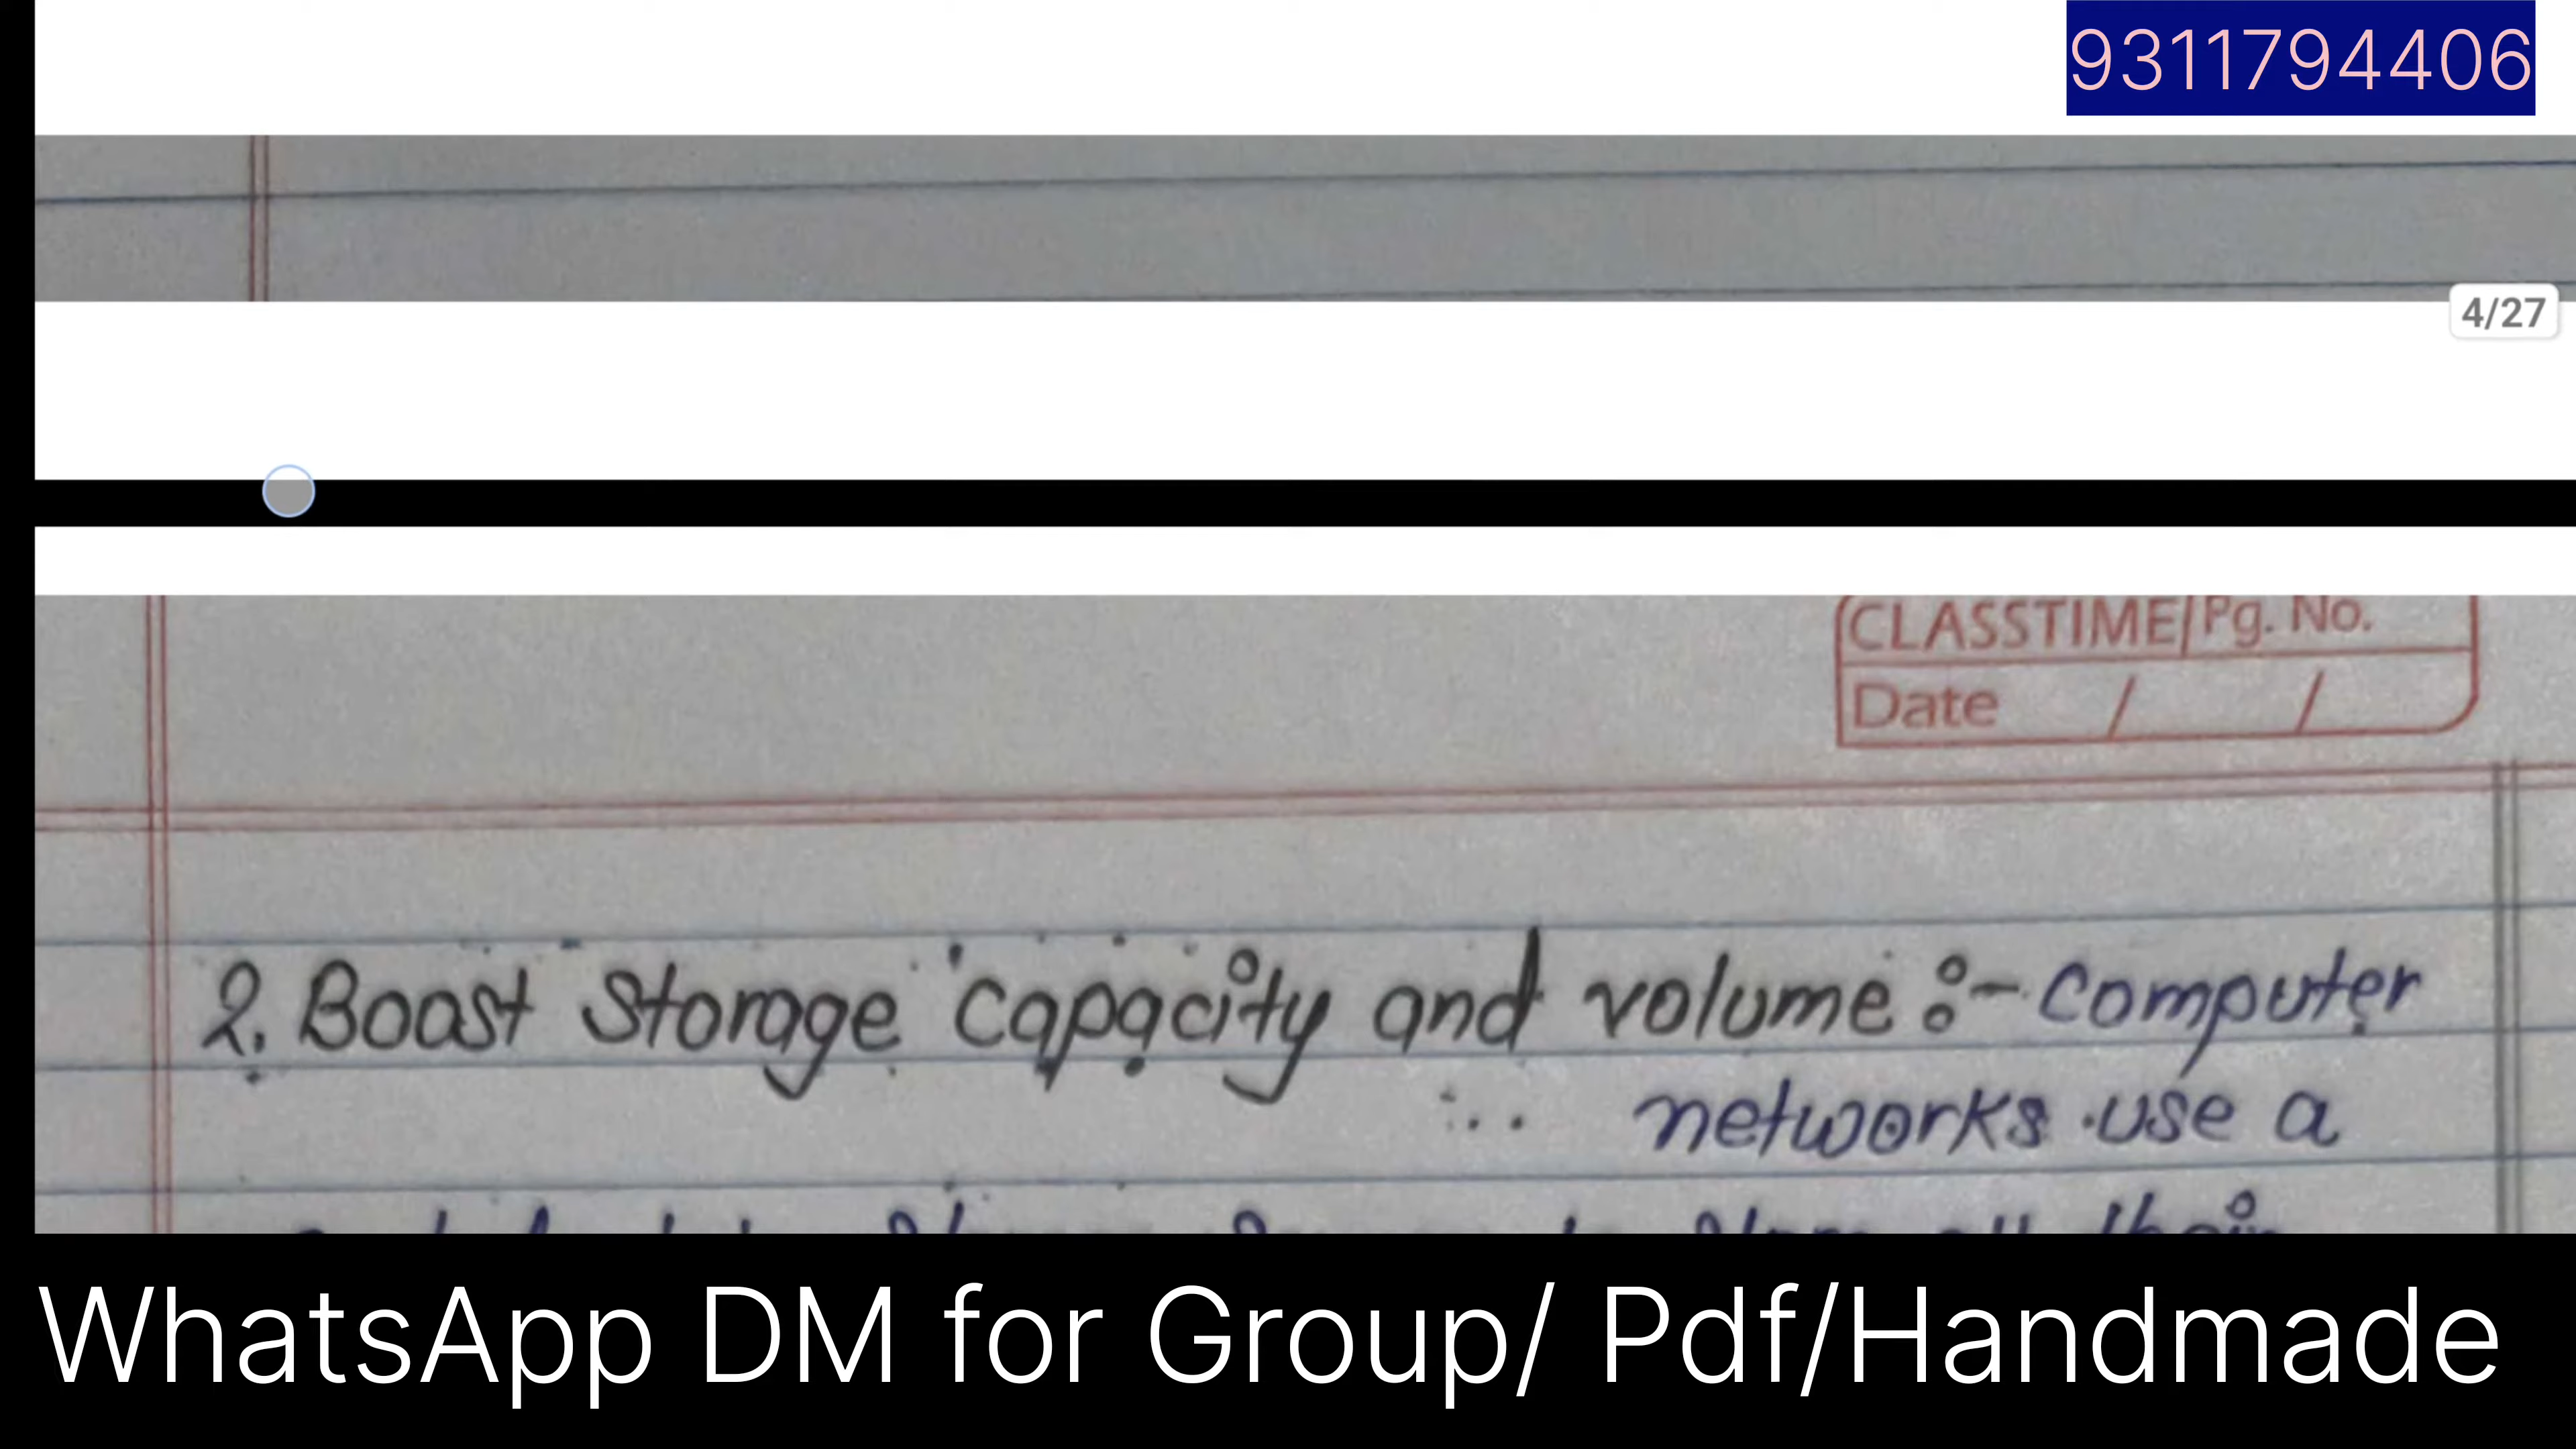 9311794406
4/27
CLASSTIME/Pg. No.
Date / /
2. Boost Storage capacity and volume :- Computer
networks use a
WhatsApp DM for Group/ Pdf/Handmade